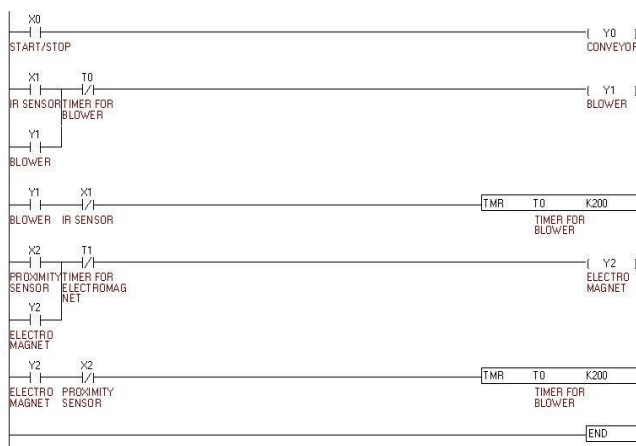 X0
START/STOP
Y0
CONVEYOR
X1
T0
IR SENSOR
TIMER FOR
BLOWER
Y1
BLOWER
Y1
BLOWER
Y1
X1
BLOWER
IR SENSOR
TMR T0 K200
TIMER FOR
BLOWER
X2
T1
PROXIMITY
SENSOR
TIMER FOR
ELECTROMAG
NET
Y2
ELECTRO
MAGNET
Y2
ELECTRO
MAGNET
Y2
X2
ELECTRO
MAGNET
PROXIMITY
SENSOR
TMR T0 K200
TIMER FOR
BLOWER
END